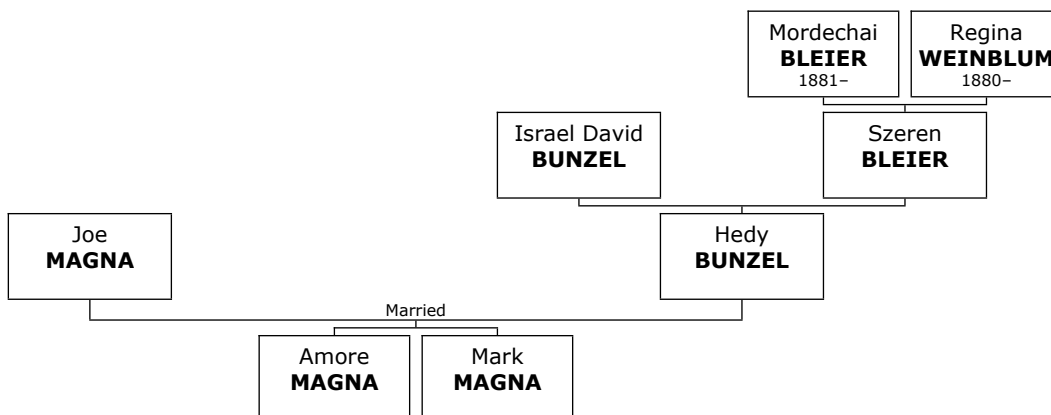 Mordechai
BLEIER
1881–
Regina
WEINBLUM
1880–
Israel David
BUNZEL
Szeren
BLEIER
Joe
MAGNA
Hedy
BUNZEL
Married
Amore
MAGNA
Mark
MAGNA